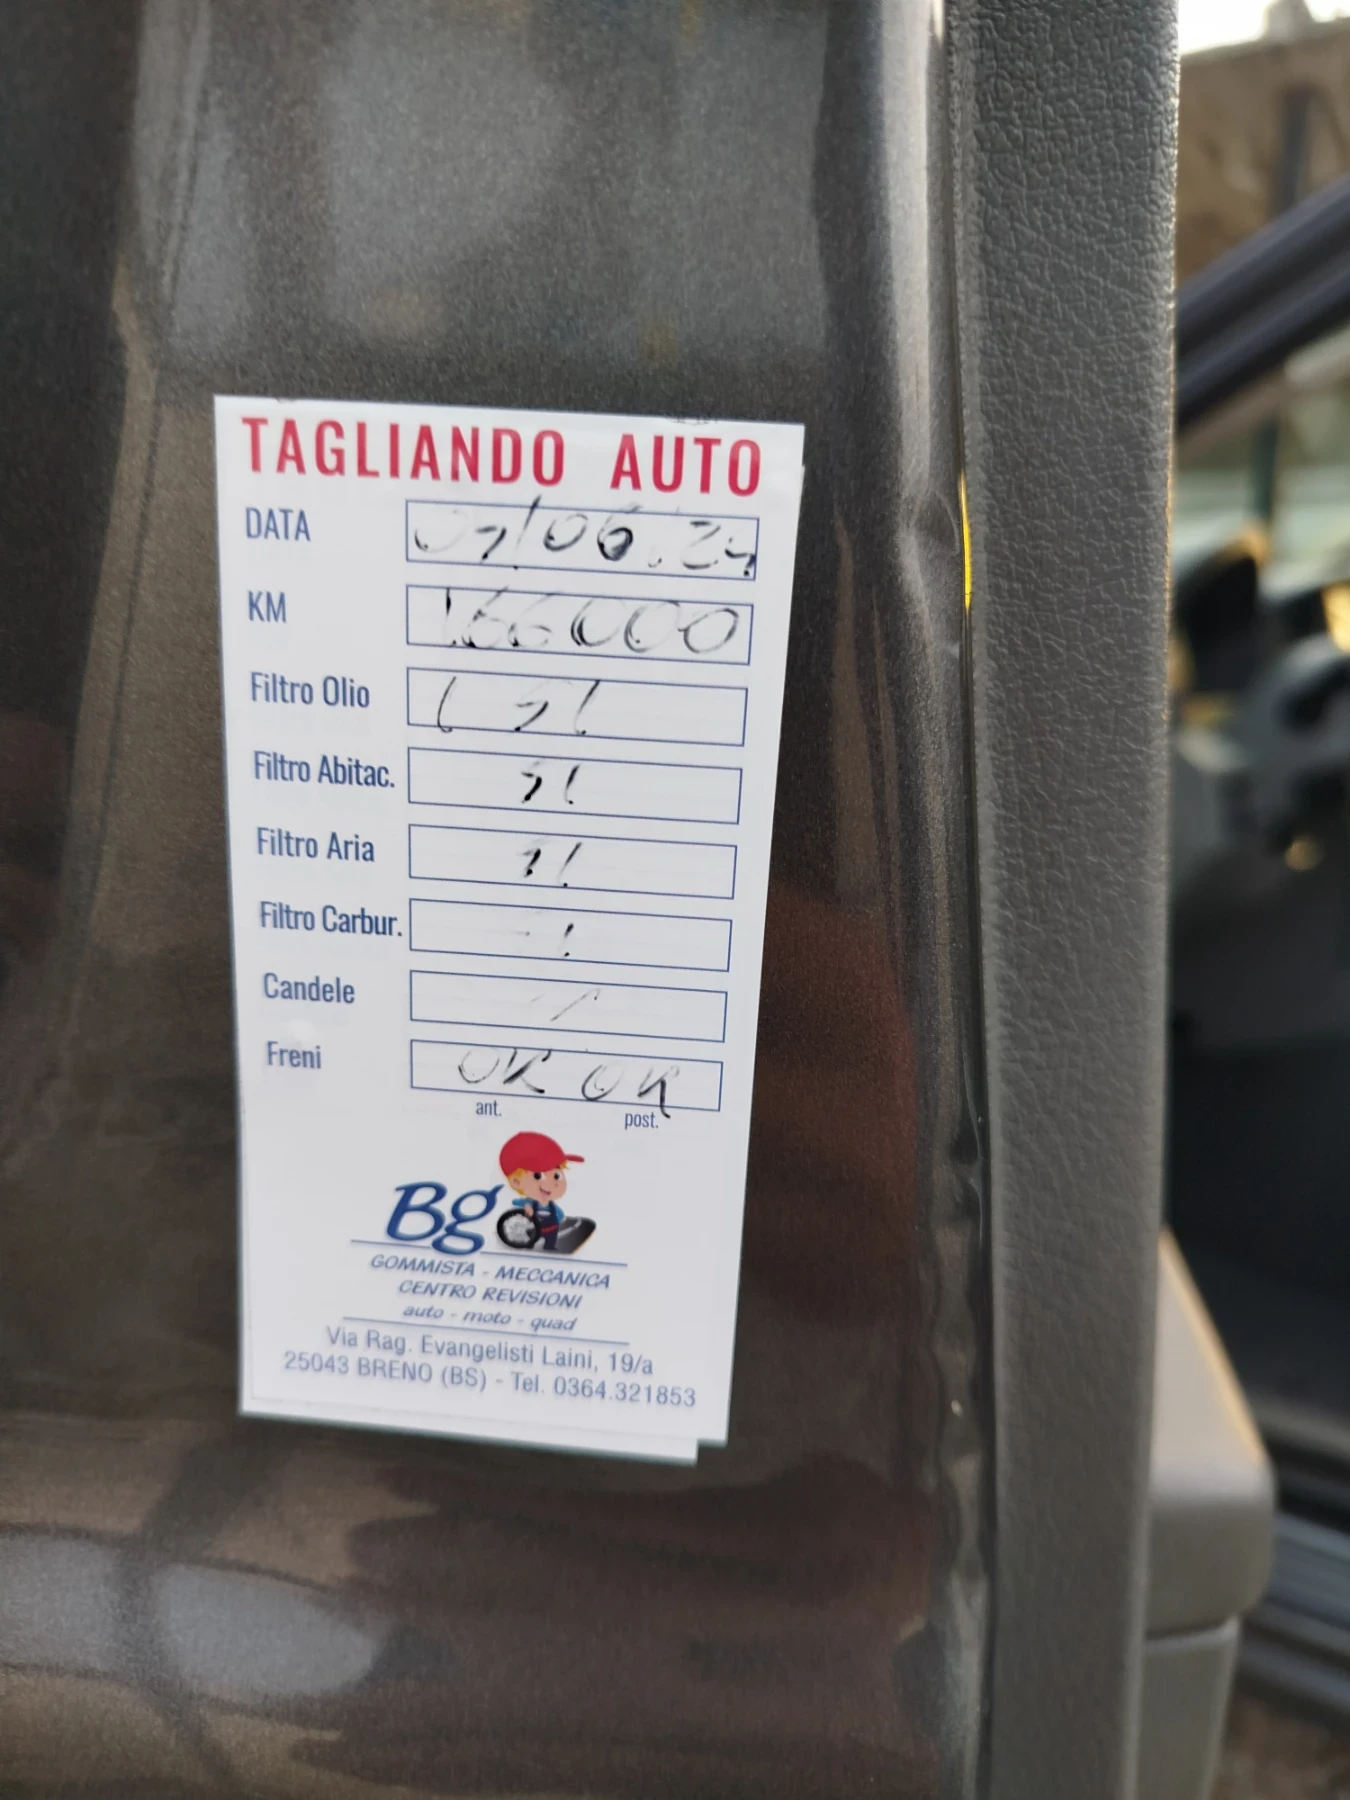 TAGLIANDO AUTO
DATA 07/06.24
KM 166000
Filtro Olio
Filtro Abitac.
Filtro Aria
Filtro Carbur.
Candele /
Freni OK OK
ant. post.
Bg
GOMMISTA - MECCANICA
CENTRO REVISIONI
auto - moto - quad
Via Rag. Evangelisti Laini, 19/a
25043 BRENO (BS) - Tel. 0364.321853